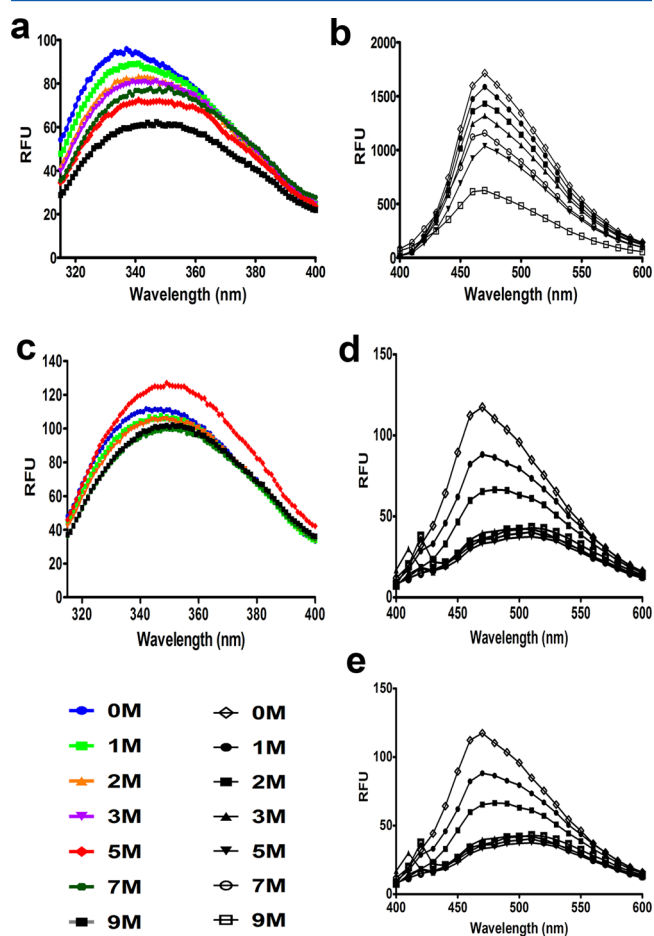 a
100
80
60
40
20
0
RFU
320 340 360 380 400
Wavelength (nm)
b
2000
1500
1000
500
0
RFU
400 450 500 550 600
Wavelength (nm)
c
140
120
100
80
60
40
20
0
RFU
320 340 360 380 400
Wavelength (nm)
d
150
100
50
0
RFU
400 450 500 550 600
Wavelength (nm)
e
150
100
50
0
RFU
400 450 500 550 600
Wavelength (nm)
0M 0M
1M 1M
2M 2M
3M 3M
5M 5M
7M 7M
9M 9M